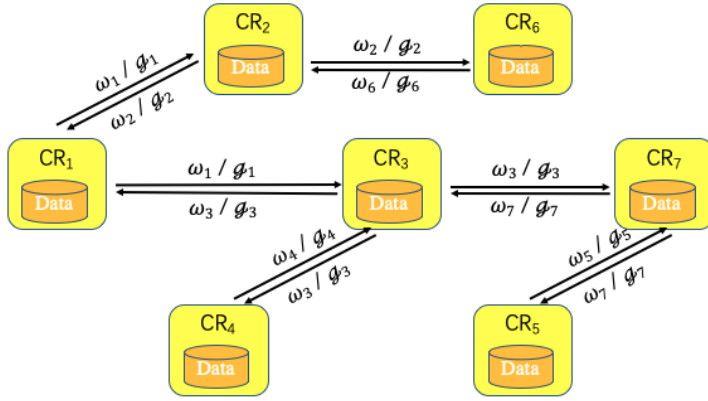 CR₂
Data
CR₆
Data
ω₁ / ℊ₁
ω₂ / ℊ₂
ω₂ / ℊ₂
ω₆ / ℊ₆
CR₁
Data
ω₁ / ℊ₁
ω₃ / ℊ₃
CR₃
Data
ω₃ / ℊ₃
ω₇ / ℊ₇
CR₇
Data
ω₄ / ℊ₄
ω₃ / ℊ₃
ω₅ / ℊ₅
ω₇ / ℊ₇
CR₄
Data
CR₅
Data